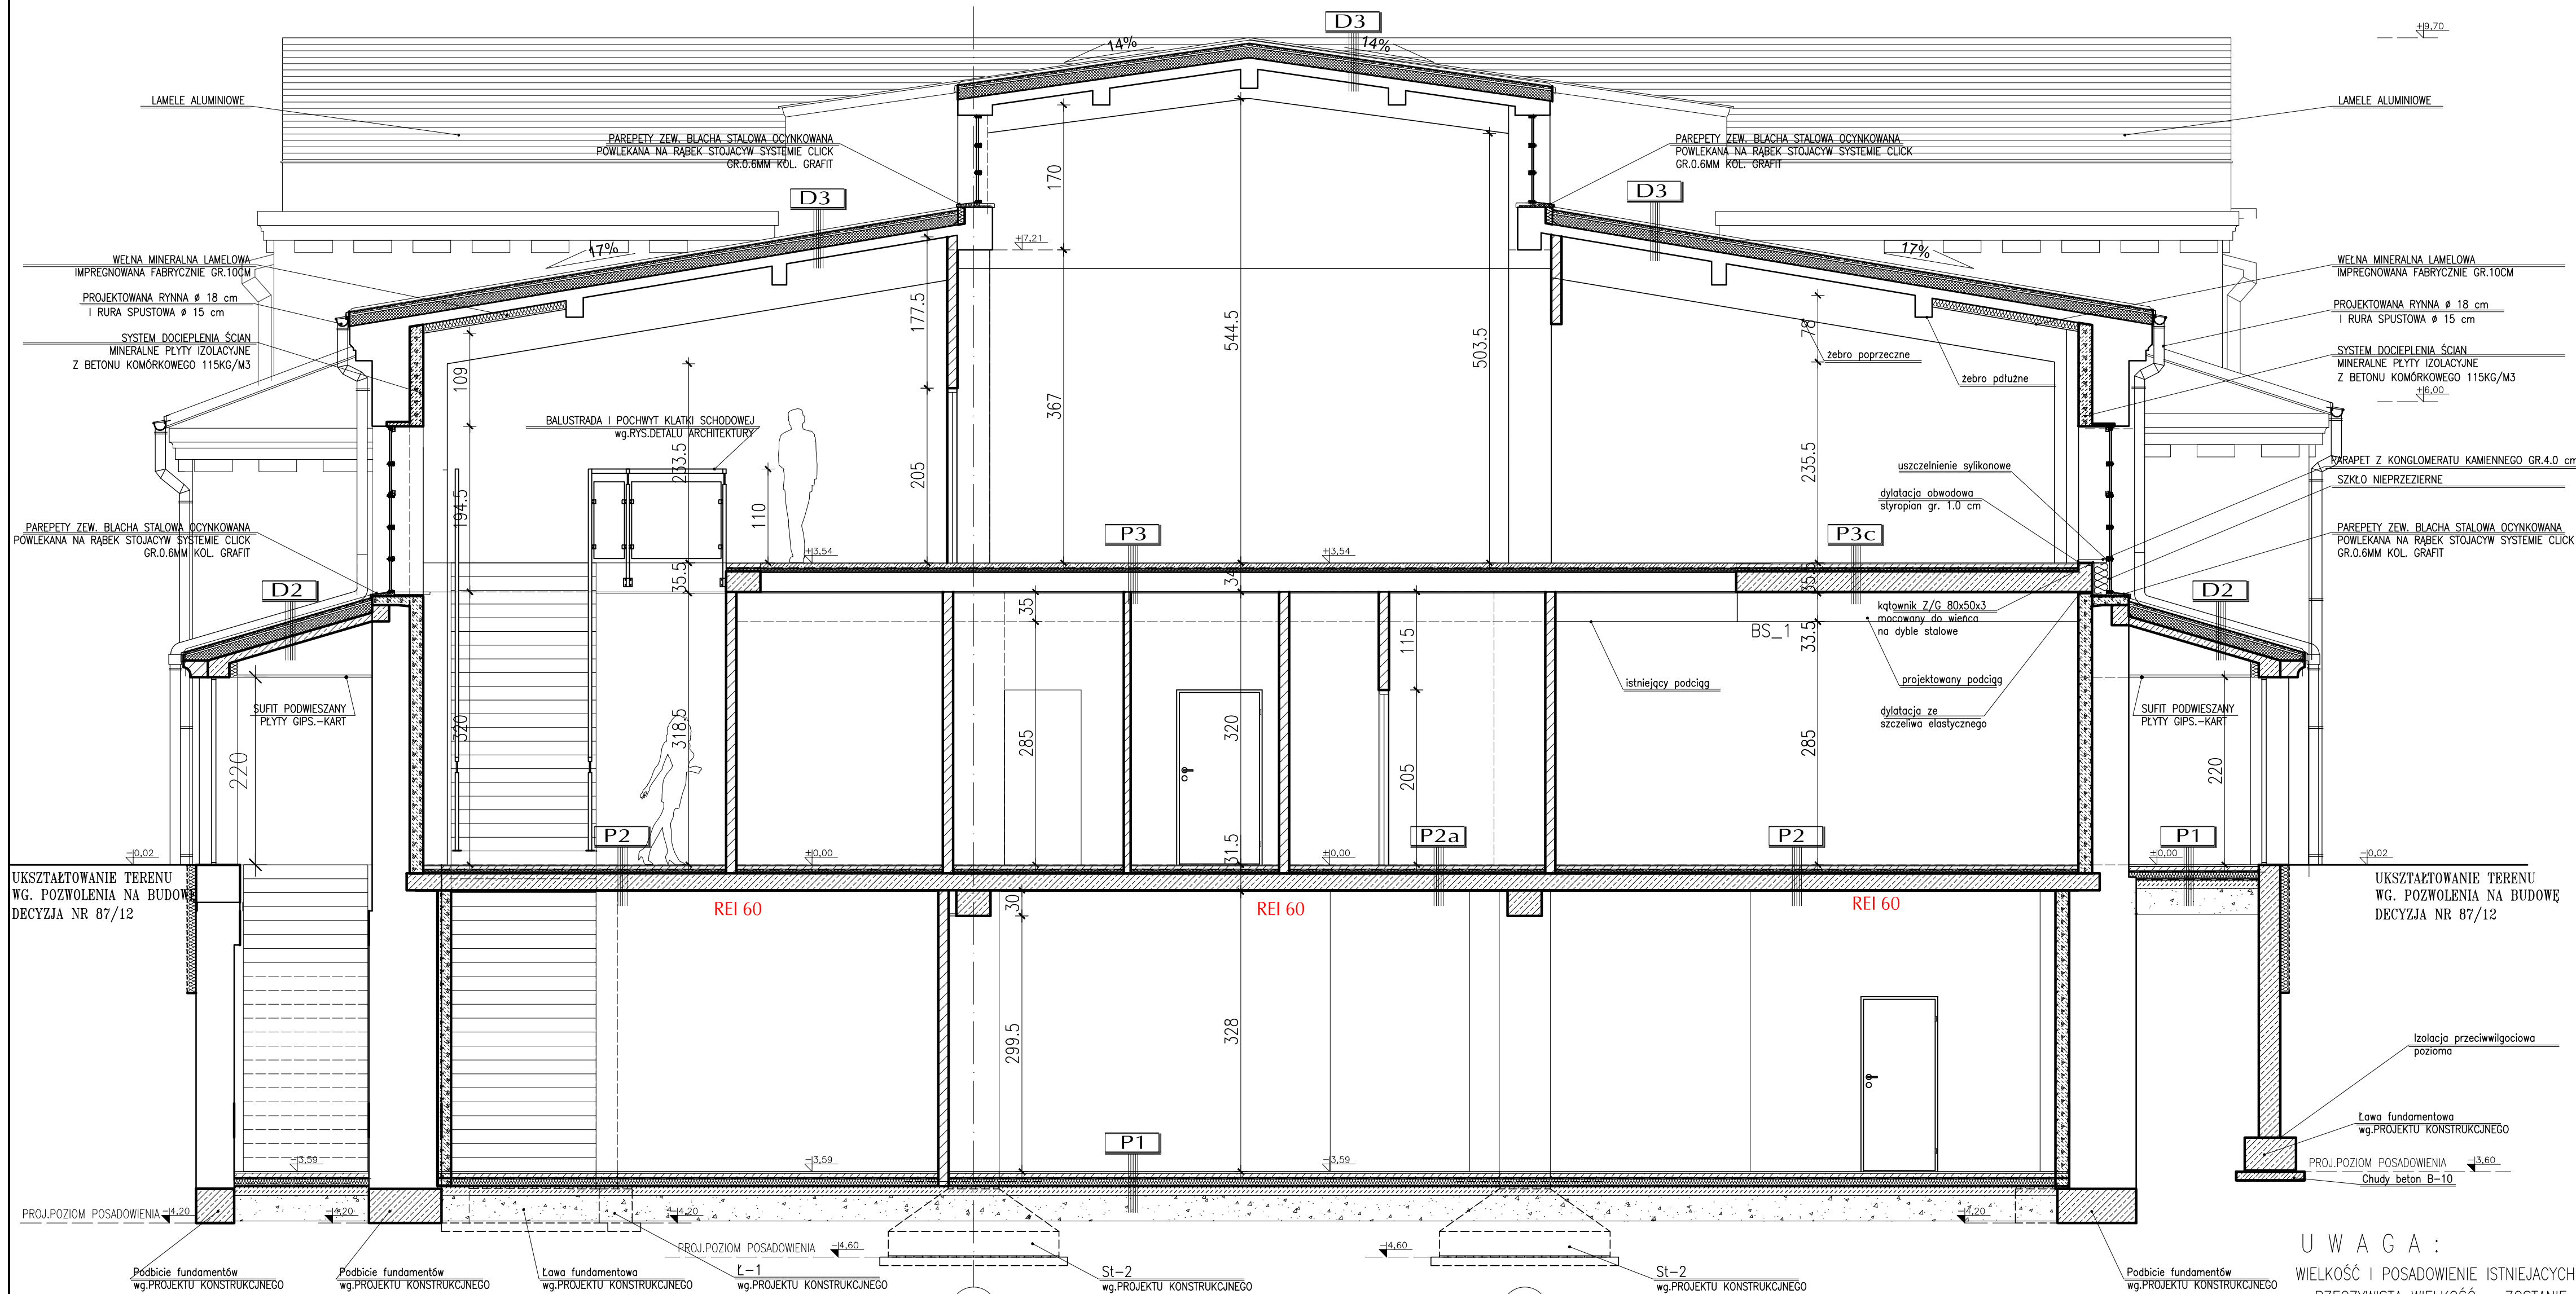 D3
+9,70
14%
14%
LAMELE ALUMINIOWE
LAMELE ALUMINIOWE
PAREPETY ZEW. BLACHA STALOWA OCYNKOWANA
POWLEKANA NA RĄBEK STOJACYW SYSTEMIE CLICK
GR.0.6MM KOL. GRAFIT
PAREPETY ZEW. BLACHA STALOWA OCYNKOWANA
POWLEKANA NA RĄBEK STOJACYW SYSTEMIE CLICK
GR.0.6MM KOL. GRAFIT
170
D3
D3
+7,21
17%
17%
WEŁNA MINERALNA LAMELOWA
IMPREGNOWANA FABRYCZNIE GR.10CM
PROJEKTOWANA RYNNA ø 18 cm
I RURA SPUSTOWA ø 15 cm
SYSTEM DOCIEPLENIA ŚCIAN
MINERALNE PŁYTY IZOLACYJNE
Z BETONU KOMÓRKOWEGO 115KG/M3
WEŁNA MINERALNA LAMELOWA
IMPREGNOWANA FABRYCZNIE GR.10CM
PROJEKTOWANA RYNNA ø 18 cm
I RURA SPUSTOWA ø 15 cm
SYSTEM DOCIEPLENIA ŚCIAN
MINERALNE PŁYTY IZOLACYJNE
Z BETONU KOMÓRKOWEGO 115KG/M3
+6,00
177.5
544.5
503.5
78
109
367
żebro poprzeczne
żebro pdłużne
BALUSTRADA I POCHWYT KLATKI SCHODOWEJ
wg.RYS.DETALU ARCHITEKTURY
233.5
205
235.5
194.5
110
uszczelnienie sylikonowe
dylatacja obwodowa
styropian gr. 1.0 cm
PARAPET Z KONGLOMERATU KAMIENNEGO GR.4.0 cm
SZKŁO NIEPRZEZIERNE
PAREPETY ZEW. BLACHA STALOWA OCYNKOWANA
POWLEKANA NA RĄBEK STOJACYW SYSTEMIE CLICK
GR.0.6MM KOL. GRAFIT
PAREPETY ZEW. BLACHA STALOWA OCYNKOWANA
POWLEKANA NA RĄBEK STOJACYW SYSTEMIE CLICK
GR.0.6MM KOL. GRAFIT
P3
P3c
+3,54
+3,54
D2
D2
35.5
34
35
kątownik Z/G 80x50x3
mocowany do wieńca
na dyble stalowe
BS_1
33.5
115
istniejący podciąg
projektowany podciąg
dylatacja ze
szczeliwa elastycznego
SUFIT PODWIESZANY
PŁYTY GIPS.-KART
SUFIT PODWIESZANY
PŁYTY GIPS.-KART
220
320
318.5
285
320
205
285
220
P2
P2a
P2
P1
-0,02
+0,00
31.5
+0,00
+0,00
-0,02
UKSZTAŁTOWANIE TERENU
WG. POZWOLENIA NA BUDOWĘ
DECYZJA NR 87/12
UKSZTAŁTOWANIE TERENU
WG. POZWOLENIA NA BUDOWĘ
DECYZJA NR 87/12
REI 60
REI 60
REI 60
30
299.5
328
Izolacja przeciwwilgociowa
pozioma
Ława fundamentowa
wg.PROJEKTU KONSTRUKCJNEGO
P1
-3,59
-3,59
-3,59
PROJ.POZIOM POSADOWIENIA -3,60
Chudy beton B-10
PROJ.POZIOM POSADOWIENIA -4,20
-4,20
-4,20
-4,20
PROJ.POZIOM POSADOWIENIA -4,60
-4,60
Podbicie fundamentów
wg.PROJEKTU KONSTRUKCJNEGO
Podbicie fundamentów
wg.PROJEKTU KONSTRUKCJNEGO
Ława fundamentowa
wg.PROJEKTU KONSTRUKCJNEGO
Ł-1
wg.PROJEKTU KONSTRUKCJNEGO
St-2
wg.PROJEKTU KONSTRUKCJNEGO
St-2
wg.PROJEKTU KONSTRUKCJNEGO
Podbicie fundamentów
wg.PROJEKTU KONSTRUKCJNEGO
U W A G A :
WIELKOŚĆ I POSADOWIENIE ISTNIEJACYCH
RZECZYWISTA WIELKOŚĆ ZOSTANIE